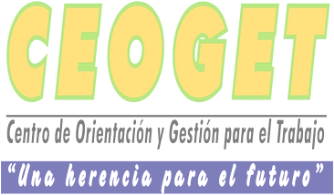 CEOGET
Centro de Orientación y Gestión para el Trabajo
"Una herencia para el futuro"